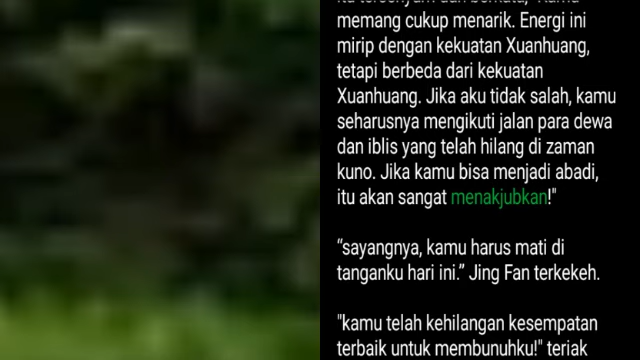 memang cukup menarik. Energi ini
mirip dengan kekuatan Xuanhuang,
tetapi berbeda dari kekuatan
Xuanhuang. Jika aku tidak salah, kamu
seharusnya mengikuti jalan para dewa
dan iblis yang telah hilang di zaman
kuno. Jika kamu bisa menjadi abadi,
itu akan sangat menakjubkan!"
“sayangnya, kamu harus mati di
tanganku hari ini.” Jing Fan terkekeh.
"kamu telah kehilangan kesempatan
terbaik untuk membunuhku!" teriak